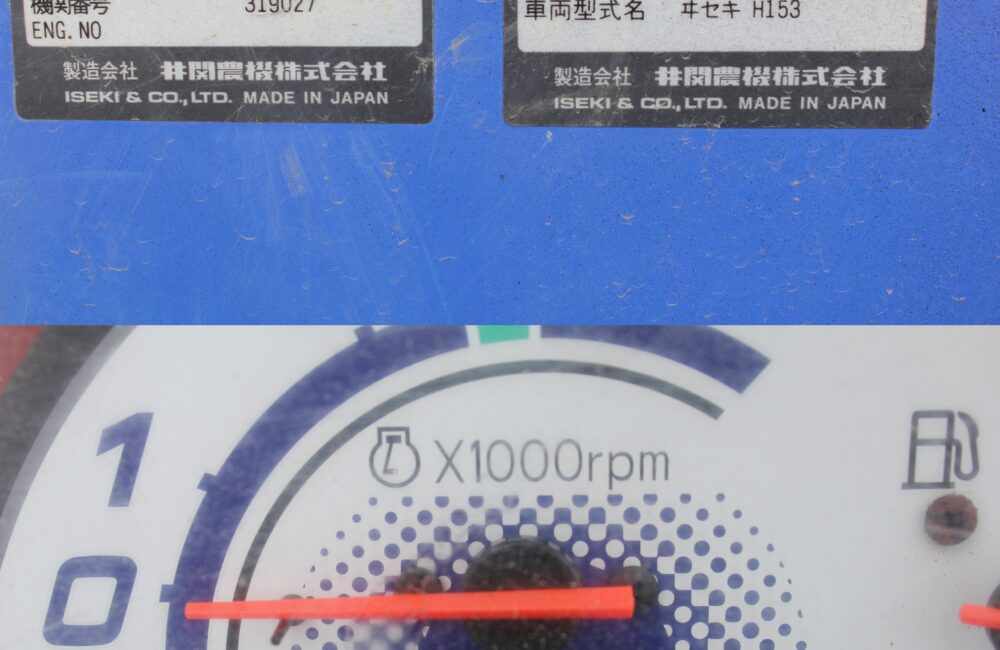 機関番号 319027
ENG. NO
製造会社 井関農機株式会社
ISEKI & CO., LTD. MADE IN JAPAN
車両型式名 ヰセキ H153
製造会社 井関農機株式会社
ISEKI & CO., LTD. MADE IN JAPAN
1
X1000rpm
0